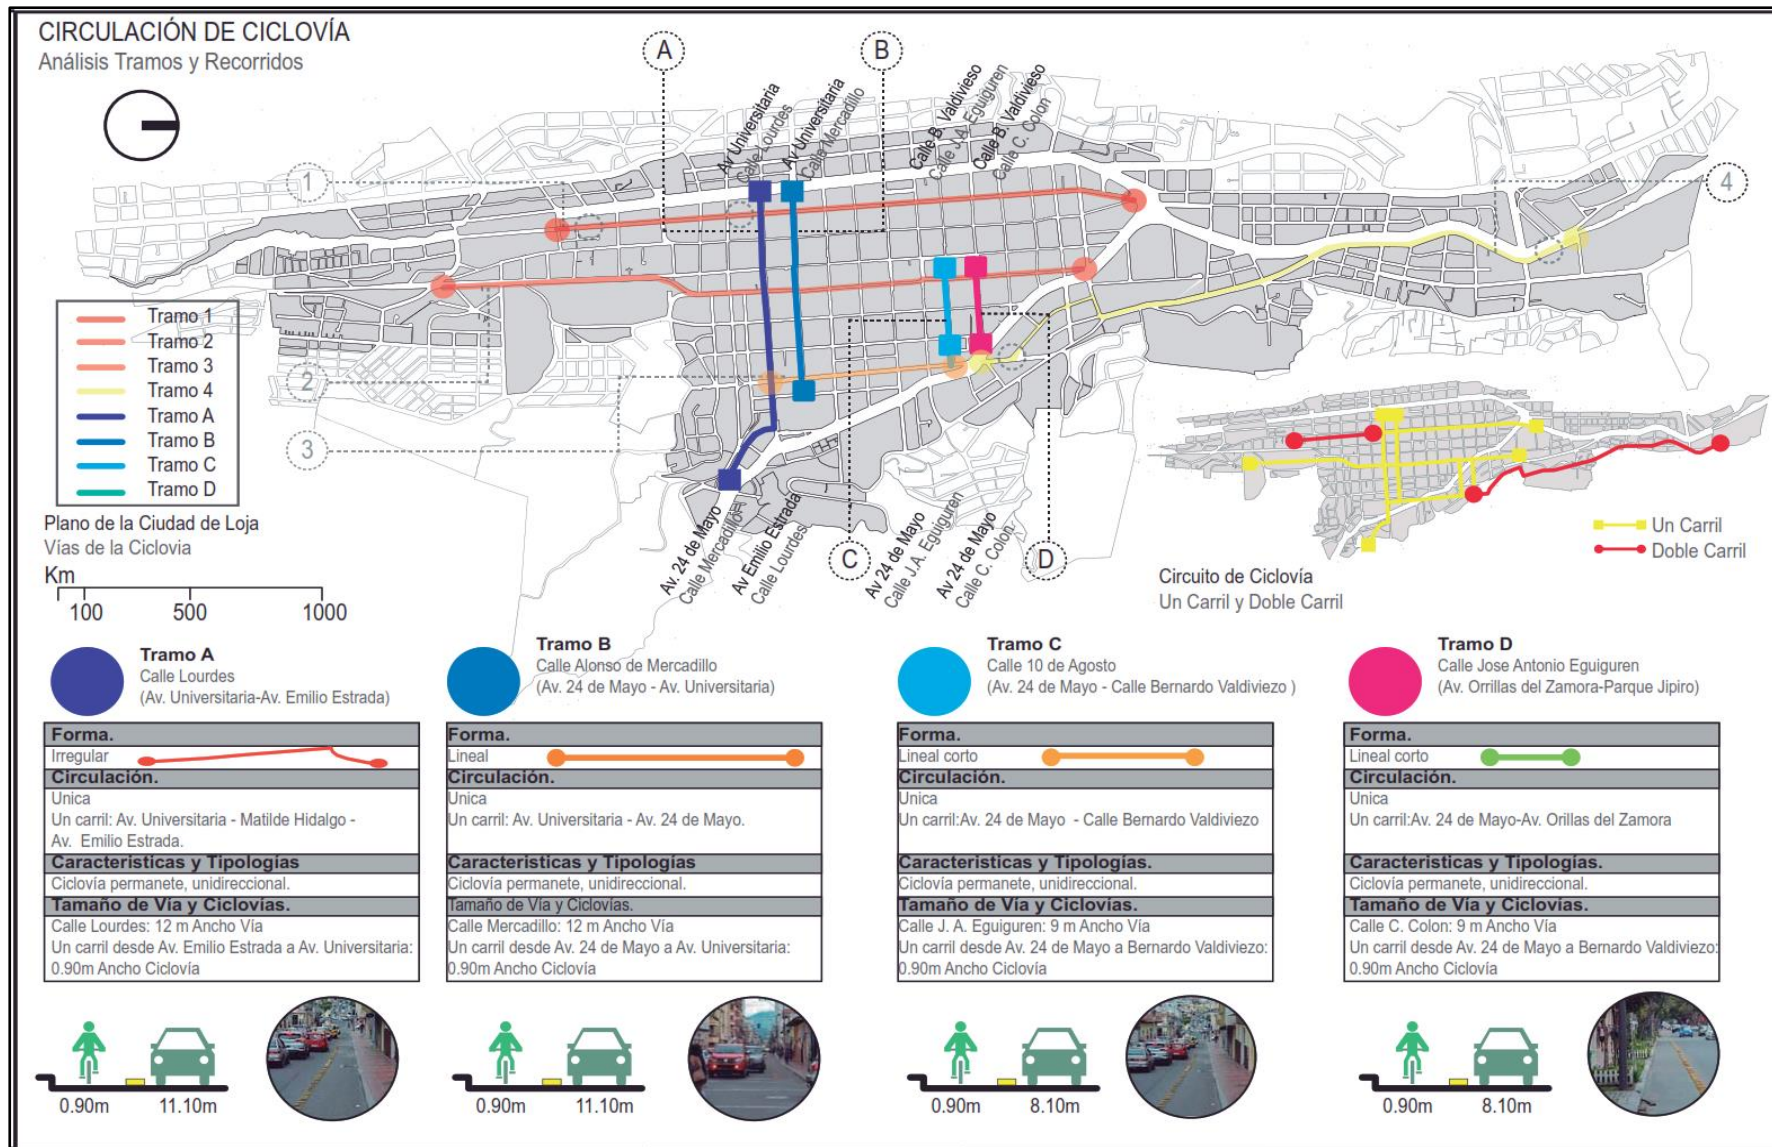 CIRCULACIÓN DE CICLOVÍA
Análisis Tramos y Recorridos
A
B
Av Universitaria
Calle Lourdes
Av Universitaria
Calle Mercadillo
Calle B. Valdivieso
Calle J. A. Eguiguren
Calle B. Valdivieso
Calle C. Colon
1
4
2
3
Tramo 1
Tramo 2
Tramo 3
Tramo 4
Tramo A
Tramo B
Tramo C
Tramo D
Plano de la Ciudad de Loja
Vías de la Ciclovia
Km
100 500 1000
Av. 24 de Mayo
Calle Mercadillo
Av Emilio Estrada
Calle Lourdes
C
Av 24 de Mayo
Calle J.A. Eguiguren
Av 24 de Mayo
Calle C. Colon
D
Un Carril
Doble Carril
Circuito de Ciclovía
Un Carril y Doble Carril
Tramo A
Calle Lourdes
(Av. Universitaria-Av. Emilio Estrada)
Forma.
Irregular
Circulación.
Unica
Un carril: Av. Universitaria - Matilde Hidalgo -
Av. Emilio Estrada.
Características y Tipologías
Ciclovía permanete, unidireccional.
Tamaño de Vía y Ciclovías.
Calle Lourdes: 12 m Ancho Vía
Un carril desde Av. Emilio Estrada a Av. Universitaria:
0.90m Ancho Ciclovía
0.90m 11.10m
Tramo B
Calle Alonso de Mercadillo
(Av. 24 de Mayo - Av. Universitaria)
Forma.
Lineal
Circulación.
Unica
Un carril: Av. Universitaria - Av. 24 de Mayo.
Características y Tipologías
Ciclovía permanete, unidireccional.
Tamaño de Vía y Ciclovías.
Calle Mercadillo: 12 m Ancho Vía
Un carril desde Av. 24 de Mayo a Av. Universitaria:
0.90m Ancho Ciclovía
0.90m 11.10m
Tramo C
Calle 10 de Agosto
(Av. 24 de Mayo - Calle Bernardo Valdiviezo )
Forma.
Lineal corto
Circulación.
Unica
Un carril:Av. 24 de Mayo - Calle Bernardo Valdiviezo
Características y Tipologías.
Ciclovía permanete, unidireccional.
Tamaño de Vía y Ciclovías.
Calle J. A. Eguiguren: 9 m Ancho Vía
Un carril desde Av. 24 de Mayo a Bernardo Valdiviezo:
0.90m Ancho Ciclovía
0.90m 8.10m
Tramo D
Calle Jose Antonio Eguiguren
(Av. Orrillas del Zamora-Parque Jipiro)
Forma.
Lineal corto
Circulación.
Unica
Un carril:Av. 24 de Mayo-Av. Orillas del Zamora
Características y Tipologías.
Ciclovía permanete, unidireccional.
Tamaño de Vía y Ciclovías.
Calle C. Colon: 9 m Ancho Vía
Un carril desde Av. 24 de Mayo a Bernardo Valdiviezo:
0.90m Ancho Ciclovía
0.90m 8.10m